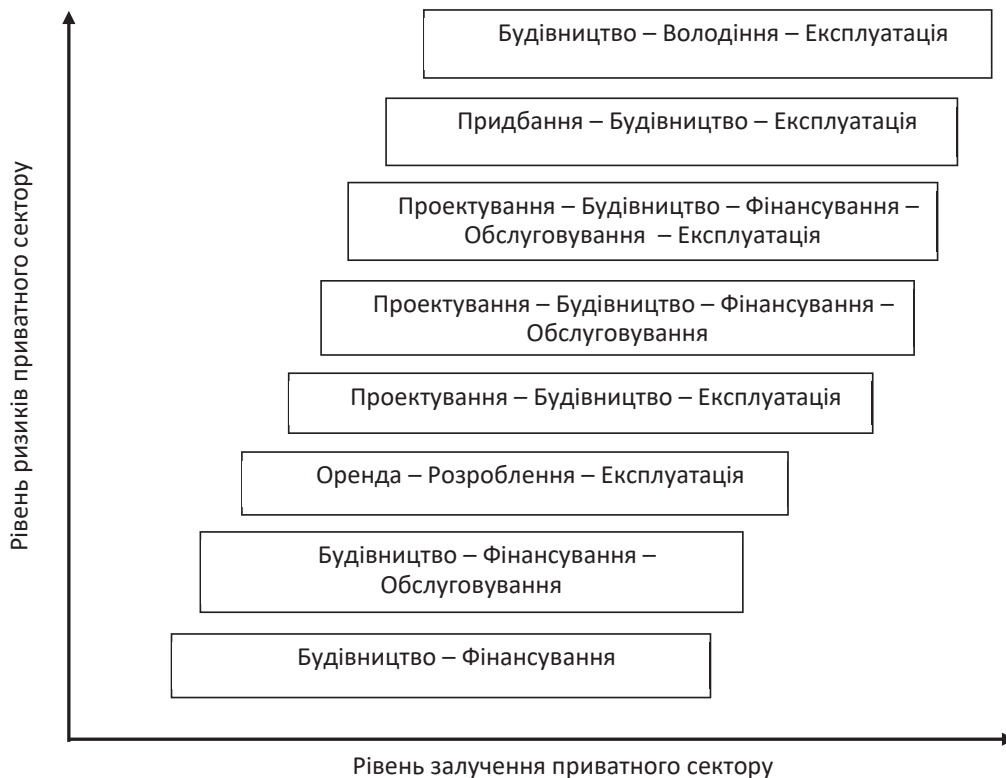 Будівництво – Володіння – Експлуатація
Придбання – Будівництво – Експлуатація
Проектування – Будівництво – Фінансування –
Обслуговування – Експлуатація
Проектування – Будівництво – Фінансування –
Обслуговування
Проектування – Будівництво – Експлуатація
Оренда – Розроблення – Експлуатація
Будівництво – Фінансування –
Обслуговування
Будівництво – Фінансування
Рівень ризиків приватного сектору
Рівень залучення приватного сектору